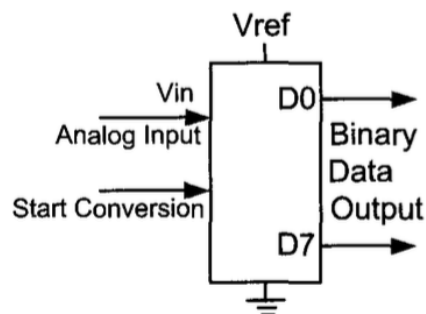 Vref
Vin
Analog Input
Start Conversion
D0
Binary
Data
Output
D7